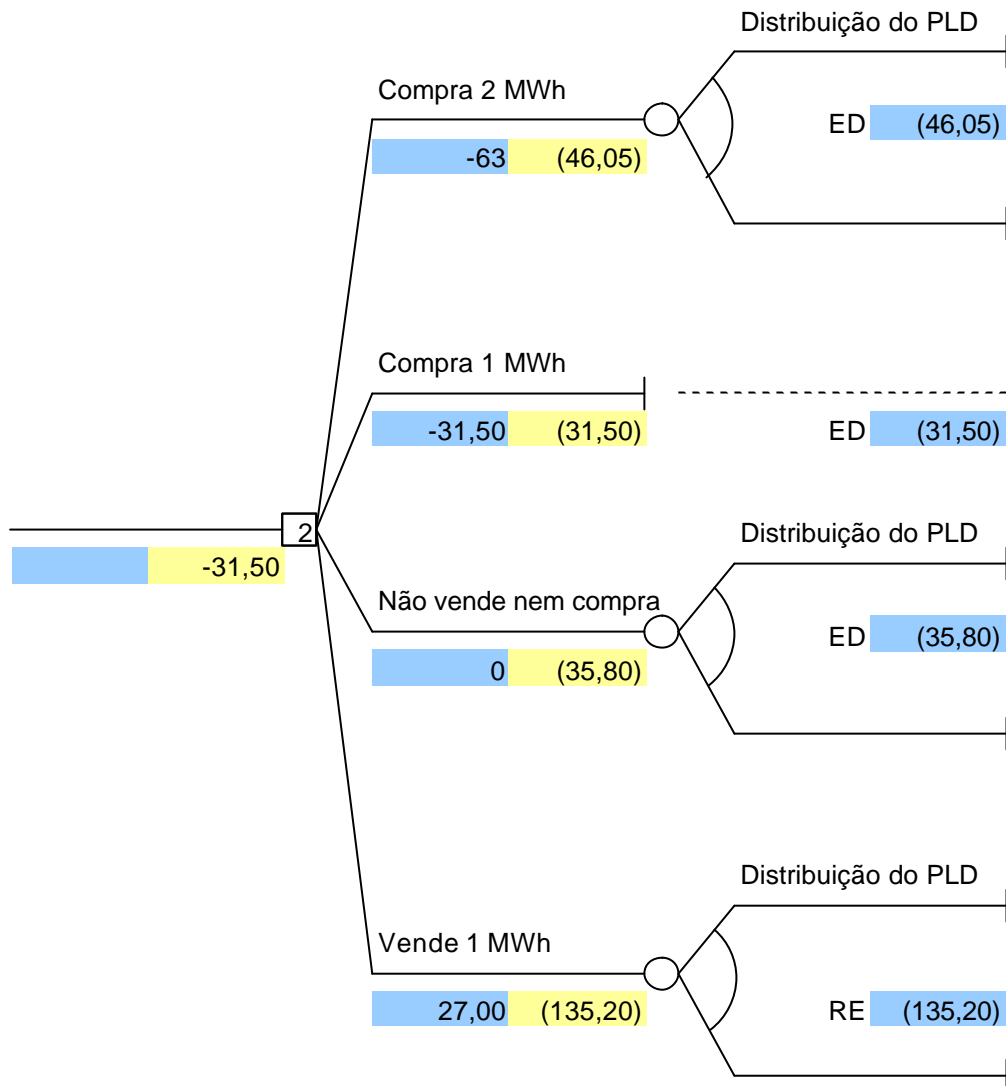 Distribuição do PLD
Compra 2 MWh
ED (46,05)
-63 (46,05)
Compra 1 MWh
-31,50 (31,50)
ED (31,50)
2
-31,50
Distribuição do PLD
Não vende nem compra
ED (35,80)
0 (35,80)
Distribuição do PLD
Vende 1 MWh
27,00 (135,20)
RE (135,20)